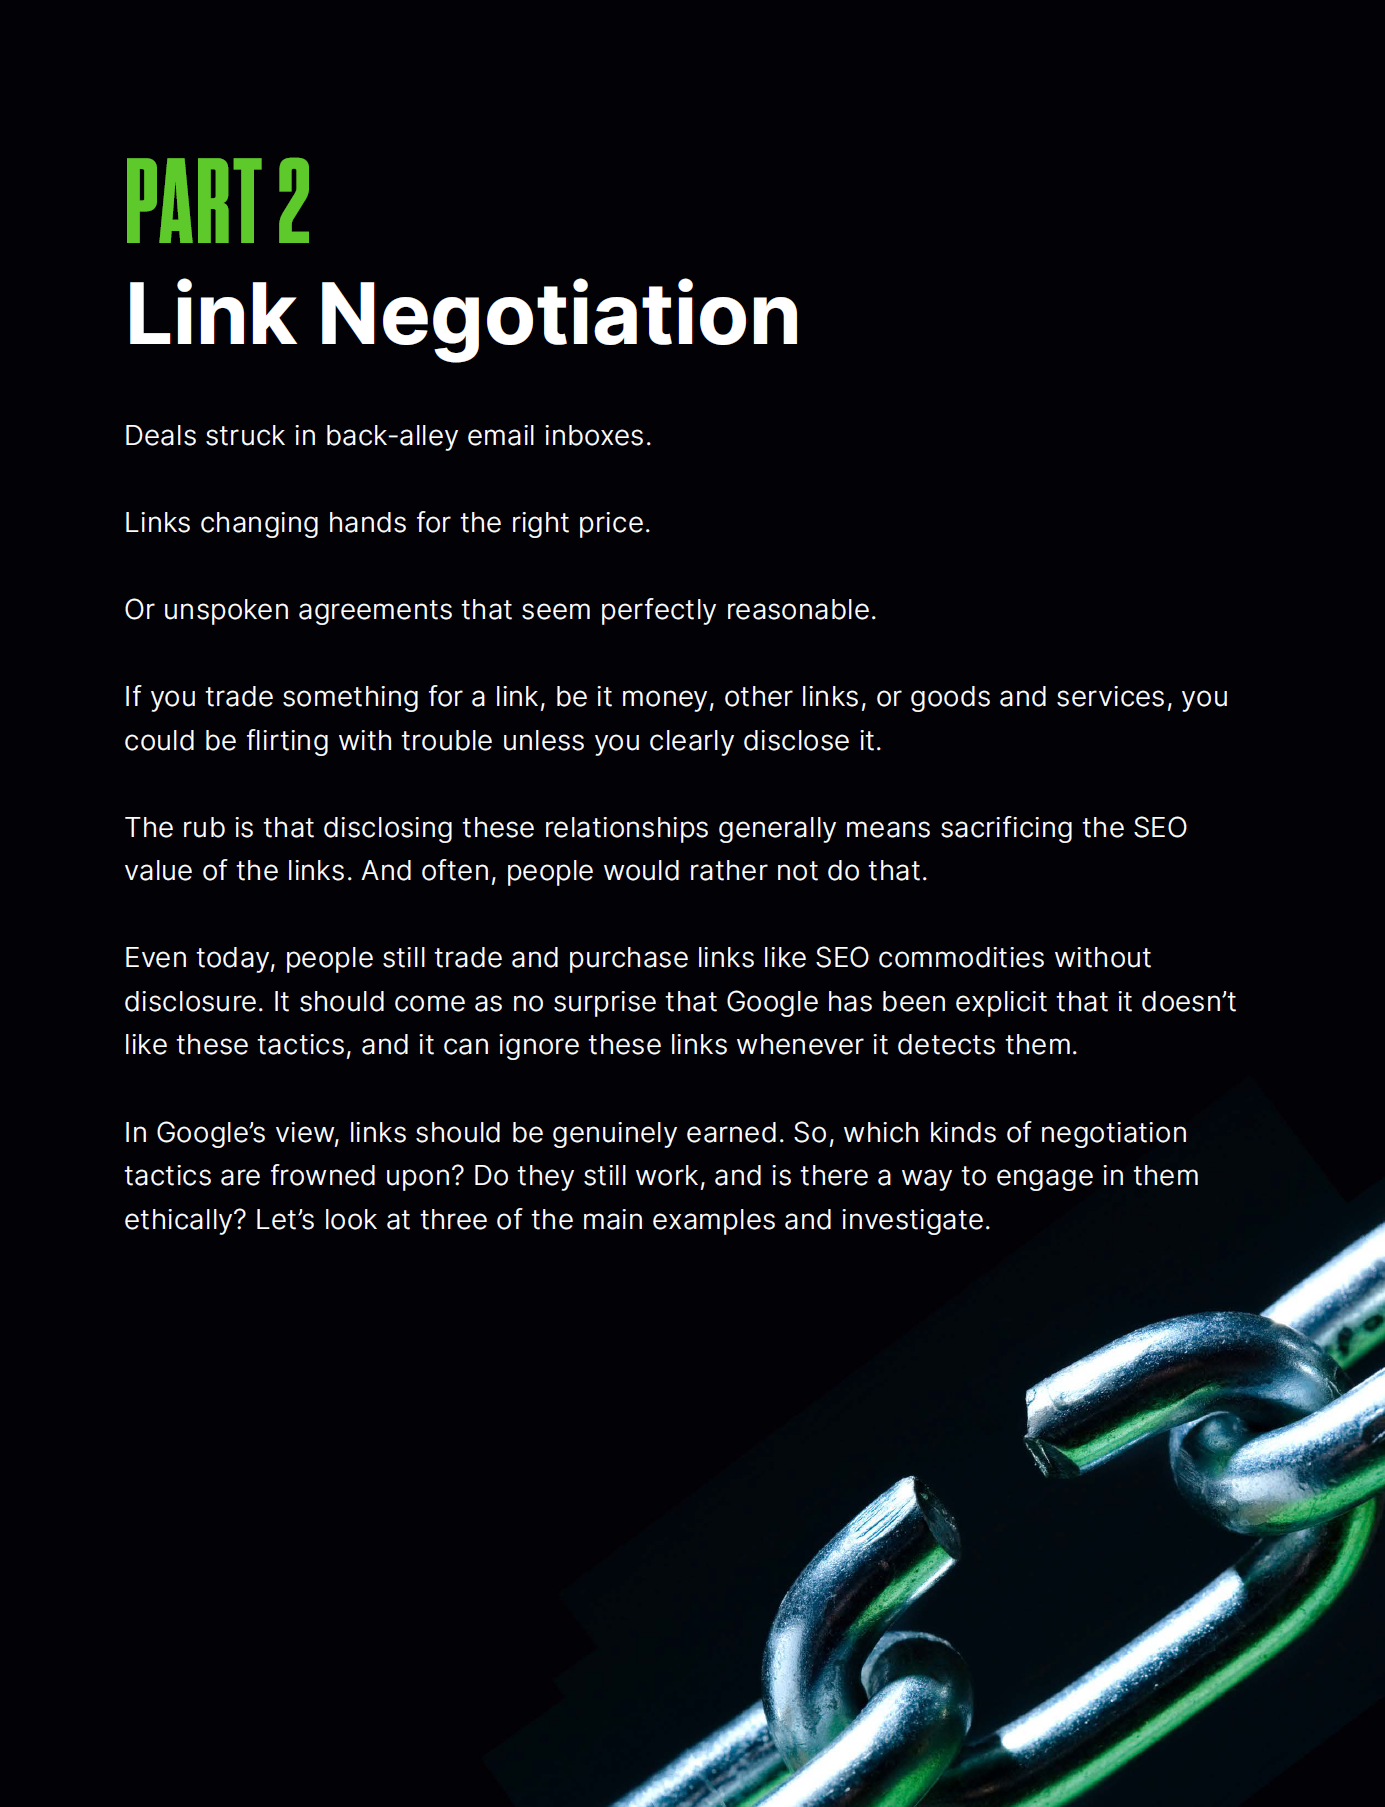 PART 2
Link Negotiation
Deals struck in back-alley email inboxes.
Links changing hands for the right price.
Or unspoken agreements that seem perfectly reasonable.
If you trade something for a link, be it money, other links, or goods and services, you
could be flirting with trouble unless you clearly disclose it.
The rub is that disclosing these relationships generally means sacrificing the SEO
value of the links. And often, people would rather not do that.
Even today, people still trade and purchase links like SEO commodities without
disclosure. It should come as no surprise that Google has been explicit that it doesn’t
like these tactics, and it can ignore these links whenever it detects them.
In Google’s view, links should be genuinely earned. So, which kinds of negotiation
tactics are frowned upon? Do they still work, and is there a way to engage in them
ethically? Let’s look at three of the main examples and investigate.